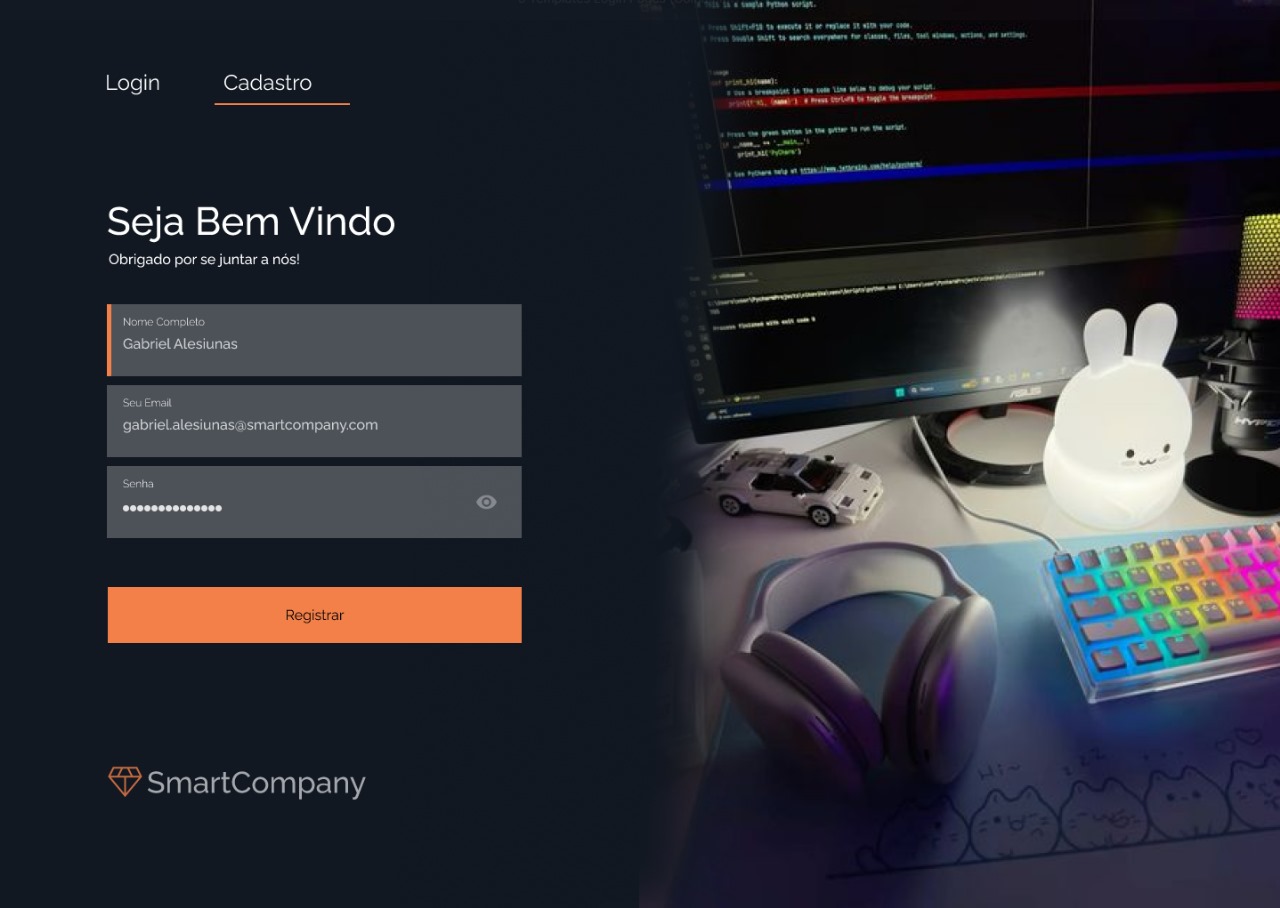 Login
Cadastro
Seja Bem Vindo
Obrigado por se juntar a nós!
Nome Completo
Gabriel Alesiunas
Seu Email
gabriel.alesiunas@smartcompany.com
Senha
Registrar
SmartCompany
# This is a sample Python script.
# Press Shift+F10 to execute it or replace it with your code.
# Press Double Shift to search everywhere for classes, files, tool windows, actions, and settings.
def print_hi(name):
# Use a breakpoint in the code line below to debug your script.
print(f'Hi, {name}') # Press Ctrl+F8 to toggle the breakpoint.
# Press the green button in the gutter to run the script.
if __name__ == '__main__':
print_hi('PyCharm')
# See PyCharm help at https://www.jetbrains.com/help/pycharm/
Process finished with exit code 0
ASUS
HYPE
Hi~
zzz